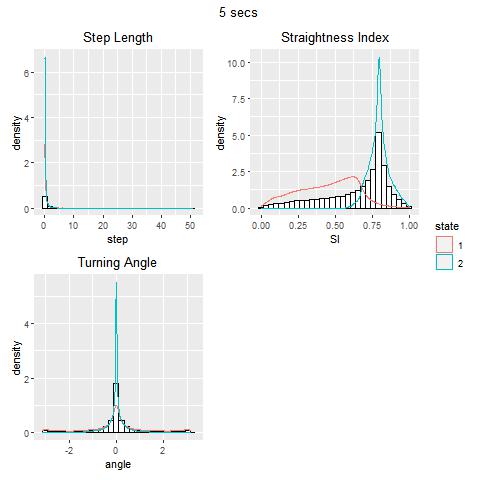 5 secs
Step Length
density
6
4
2
0
0 10 20 30 40 50
step
Straightness Index
density
10.0
7.5
5.0
2.5
0.0
0.00 0.25 0.50 0.75 1.00
SI
state
1
2
Turning Angle
density
4
2
0
-2 0 2
angle